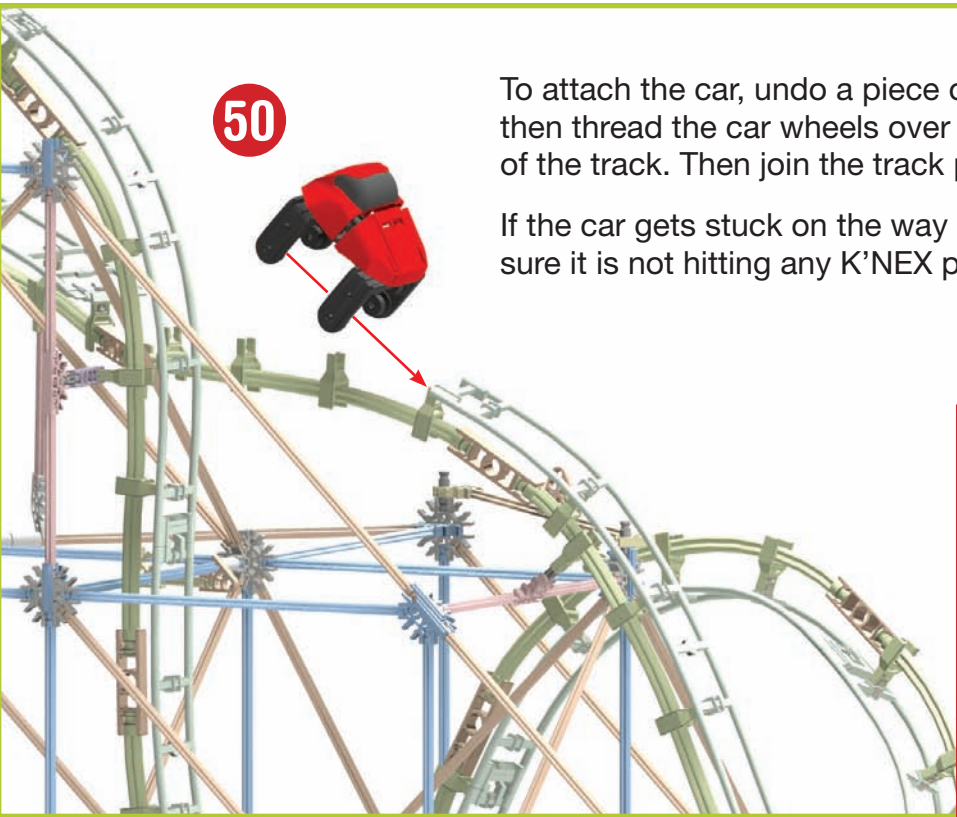 50
To attach the car, undo a piece
then thread the car wheels over
of the track. Then join the track
If the car gets stuck on the way
sure it is not hitting any K’NEX